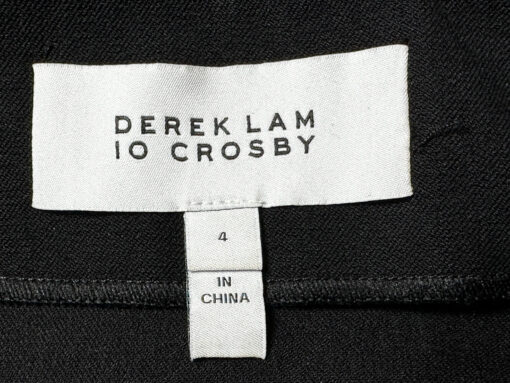 DEREK LAM
10 CROSBY
4
IN
CHINA